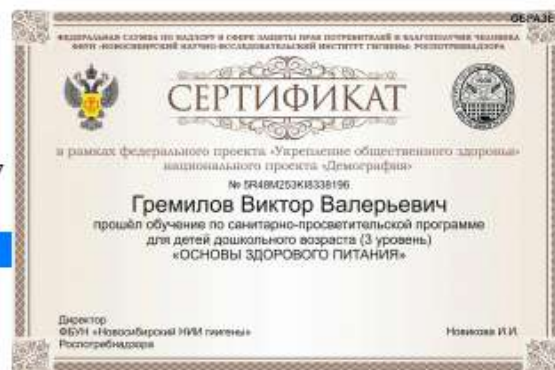 ОБРАЗЕ
ФЕДЕРАЛЬНАЯ СЛУЖБА ПО НАДЗОРУ В СФЕРЕ ЗАЩИТЫ ПРАВ ПОТРЕБИТЕЛЕЙ И БЛАГОПОЛУЧИЯ ЧЕЛОВЕКА
ФБУН «НОВОСИБИРСКИЙ НАУЧНО-ИССЛЕДОВАТЕЛЬСКИЙ ИНСТИТУТ ГИГИЕНЫ» РОСПОТРЕБНАДЗОРА
СЕРТИФИКАТ
в рамках федерального проекта «Укрепление общественного здоровья»
национального проекта «Демография»
№ 5R48M253KI8338196
Гремилов Виктор Валерьевич
прошёл обучение по санитарно-просветительской программе
для детей дошкольного возраста (3 уровень)
«ОСНОВЫ ЗДОРОВОГО ПИТАНИЯ»
Директор
ФБУН «Новосибирский НИИ гигиены»
Роспотребнадзора
Новикова И.И.